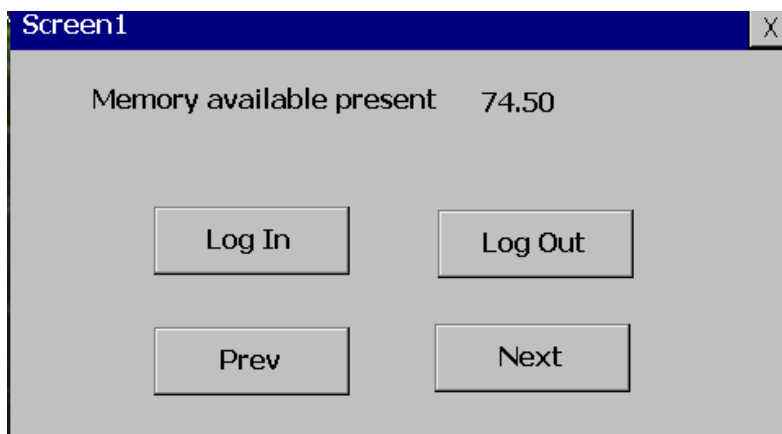 Screen1 X
Memory available present 74.50
Log In Log Out
Prev Next